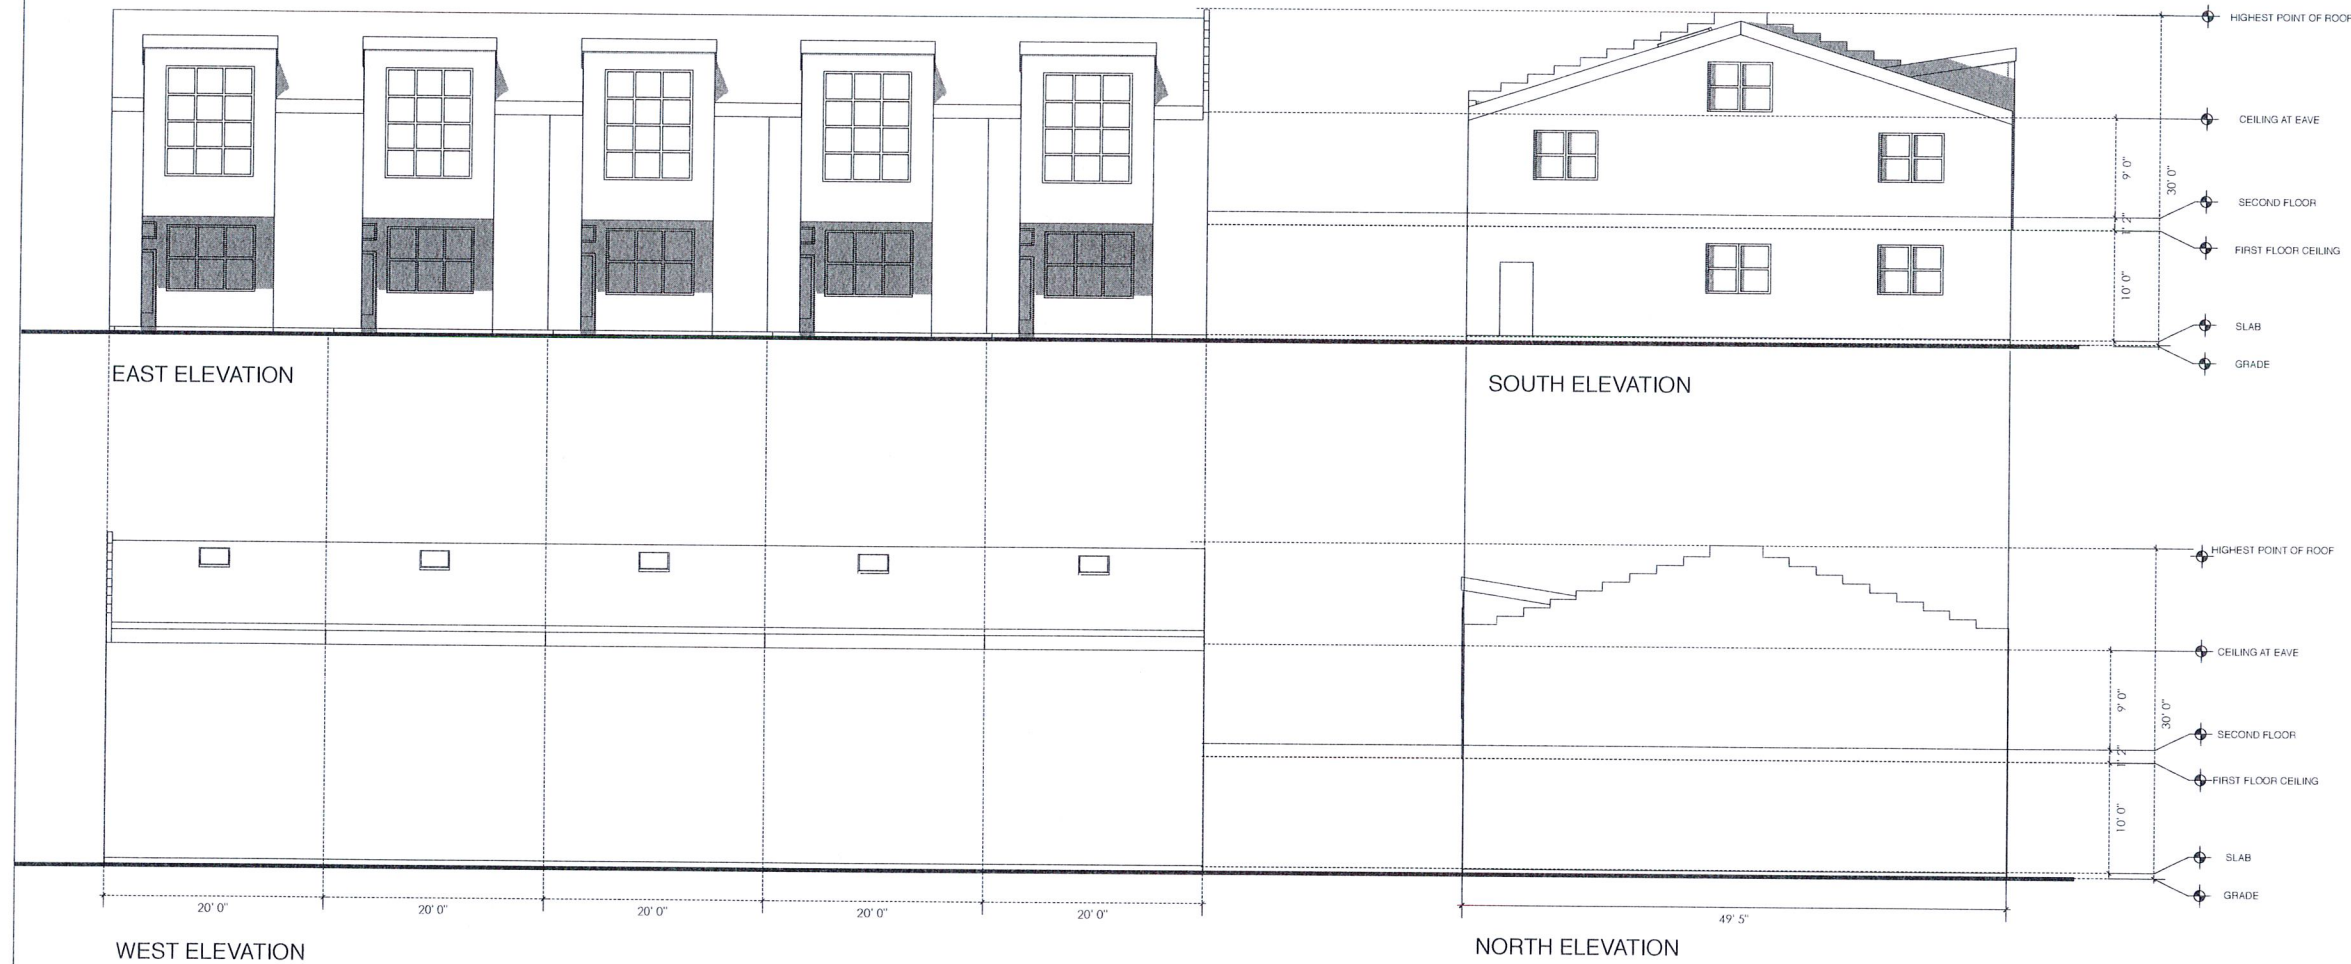 HIGHEST POINT OF ROOF
CEILING AT EAVE
9' 0"
30' 0"
SECOND FLOOR
1' 2"
FIRST FLOOR CEILING
10' 0"
SLAB
GRADE
EAST ELEVATION
SOUTH ELEVATION
HIGHEST POINT OF ROOF
CEILING AT EAVE
9' 0"
30' 0"
SECOND FLOOR
1' 2"
FIRST FLOOR CEILING
10' 0"
SLAB
GRADE
20' 0" 20' 0" 20' 0" 20' 0" 20' 0"
49' 5"
WEST ELEVATION
NORTH ELEVATION